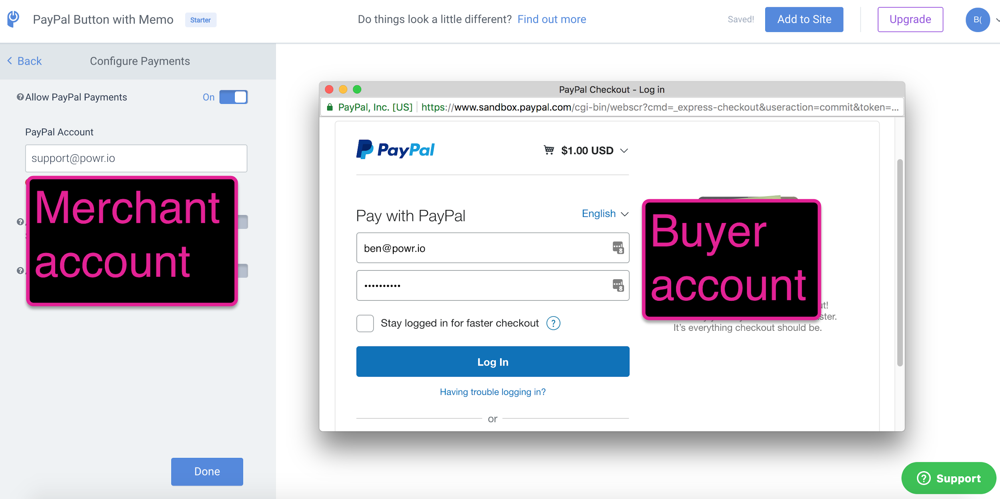 PayPal Button with Memo Starter
Do things look a little different? Find out more
Saved!
Add to Site
Upgrade
B(
Back
Configure Payments
Allow PayPal Payments
On
PayPal Account
support@powr.io
Merchant
account
Done
PayPal Checkout - Log in
PayPal, Inc. [US] https://www.sandbox.paypal.com/cgi-bin/webscr?cmd=_express-checkout&useraction=commit&token=...
PayPal
$1.00 USD
Pay with PayPal
English
ben@powr.io
••••••••••
Stay logged in for faster checkout ?
Log In
Having trouble logging in?
or
Buyer
account
It's everything checkout should be.
? Support